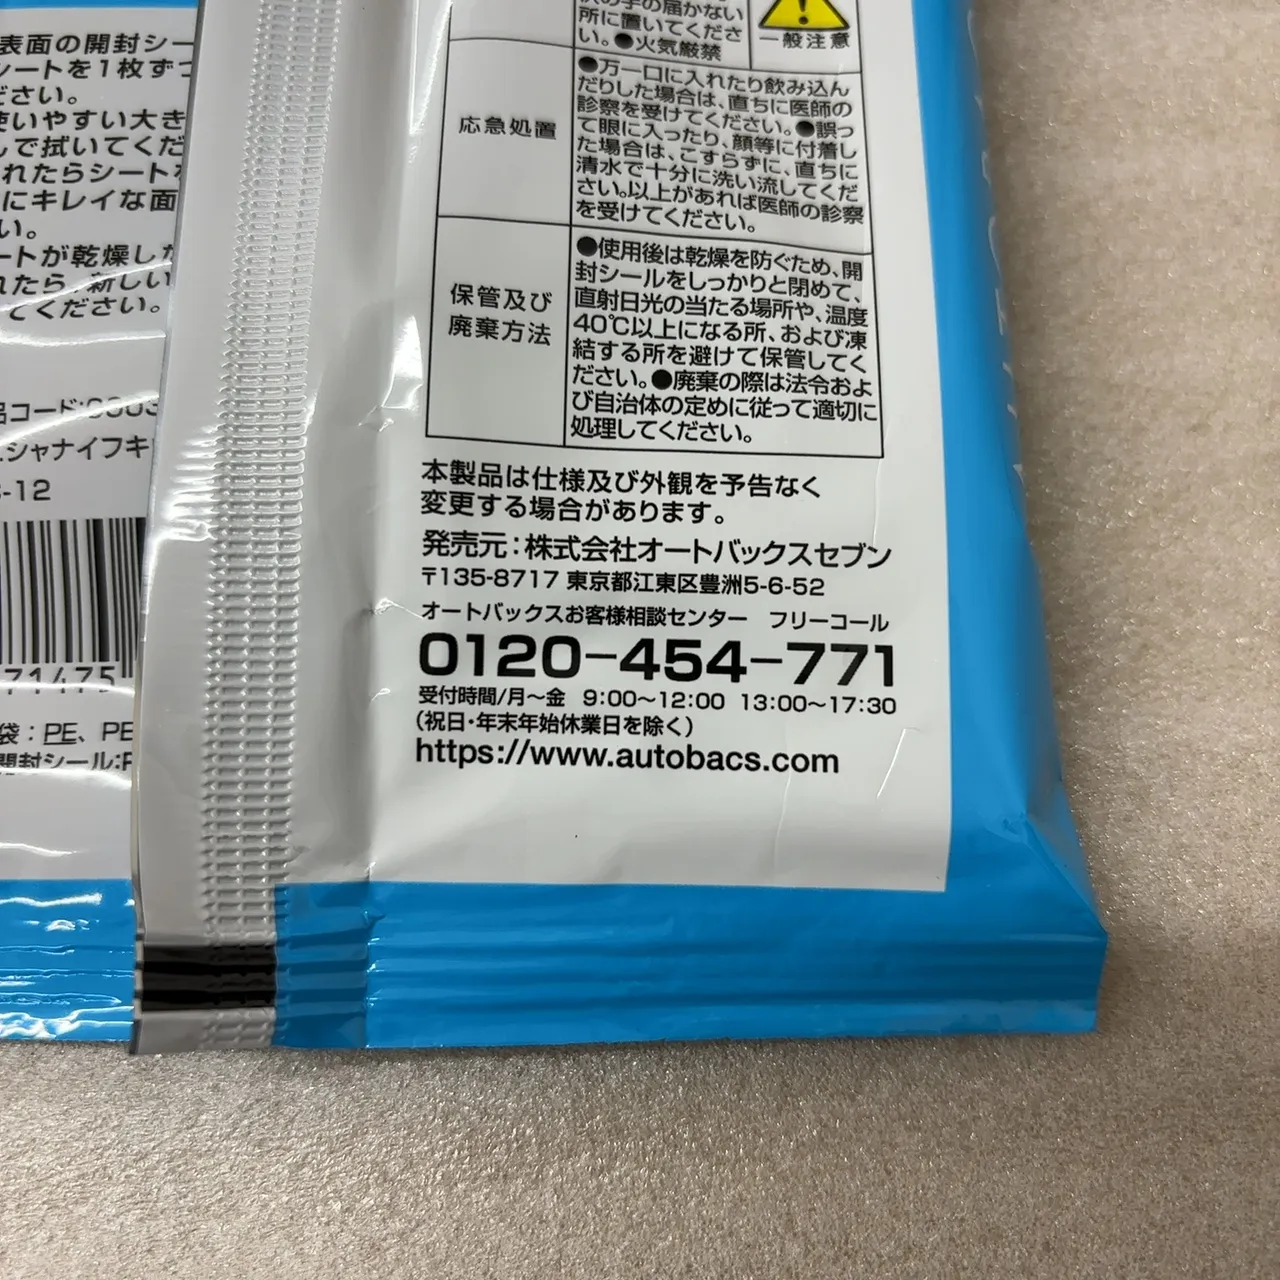 表面の開封シー
シートを1枚ずつ
ださい。
使いやすい大き
で拭いてくだ
れたらシートを
にキレイな面
い。
ートが乾燥した
れたら、新しい
てください。
品コード:
シャナイフキ
-12
71475
袋：PE、PE
開封シール:P
の手の届かない
所に置いてくださ
い。●火気厳禁
一般注意
応急処置
●万一口に入れたり飲み込ん
だりした場合は、直ちに医師の
診察を受けてください。●誤っ
て眼に入ったり、顔等に付着し
た場合は、こすらずに、直ちに
清水で十分に洗い流してくだ
さい。以上があれば医師の診察
を受けてください。
保管及び
廃棄方法
●使用後は乾燥を防ぐため、開
封シールをしっかりと閉めて、
直射日光の当たる場所や、温度
40℃以上になる所、および凍
結する所を避けて保管してく
ださい。●廃棄の際は法令およ
び自治体の定めに従って適切に
処理してください。
本製品は仕様及び外観を予告なく
変更する場合があります。
発売元：株式会社オートバックスセブン
〒135-8717 東京都江東区豊洲5-6-52
オートバックスお客様相談センター　フリーコール
0120-454-771
受付時間/月～金 9:00～12:00 13:00～17:30
（祝日・年末年始休業日を除く）
https://www.autobacs.com